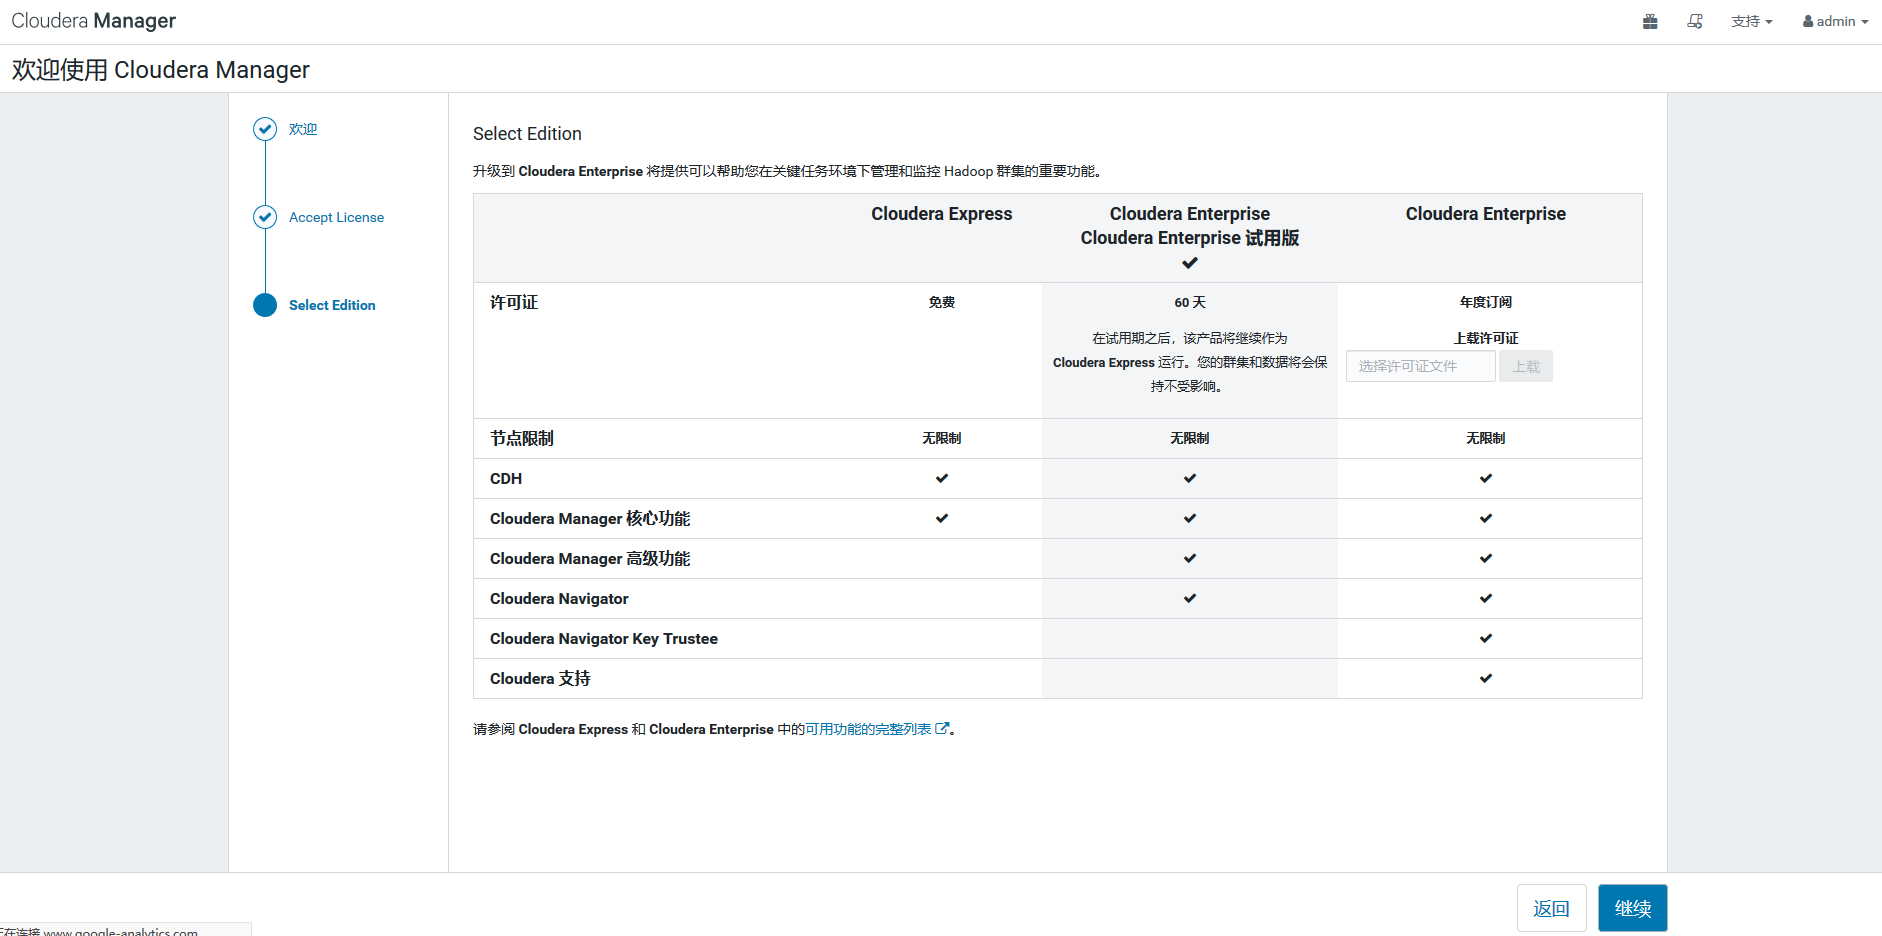 Cloudera Manager
支持
admin
欢迎使用 Cloudera Manager
欢迎
Accept License
Select Edition
Select Edition
升级到 Cloudera Enterprise 将提供可以帮助您在关键任务环境下管理和监控 Hadoop 群集的重要功能。
Cloudera Express
Cloudera Enterprise
Cloudera Enterprise 试用版
Cloudera Enterprise
许可证
免费
60 天
在试用期之后，该产品将继续作为
Cloudera Express 运行。您的群集和数据将会保
持不受影响。
年度订阅
上载许可证
选择许可证文件
上载
节点限制
无限制
无限制
无限制
CDH
Cloudera Manager 核心功能
Cloudera Manager 高级功能
Cloudera Navigator
Cloudera Navigator Key Trustee
Cloudera 支持
请参阅 Cloudera Express 和 Cloudera Enterprise 中的可用功能的完整列表。
返回
继续
在连接 www.google-analytics.com